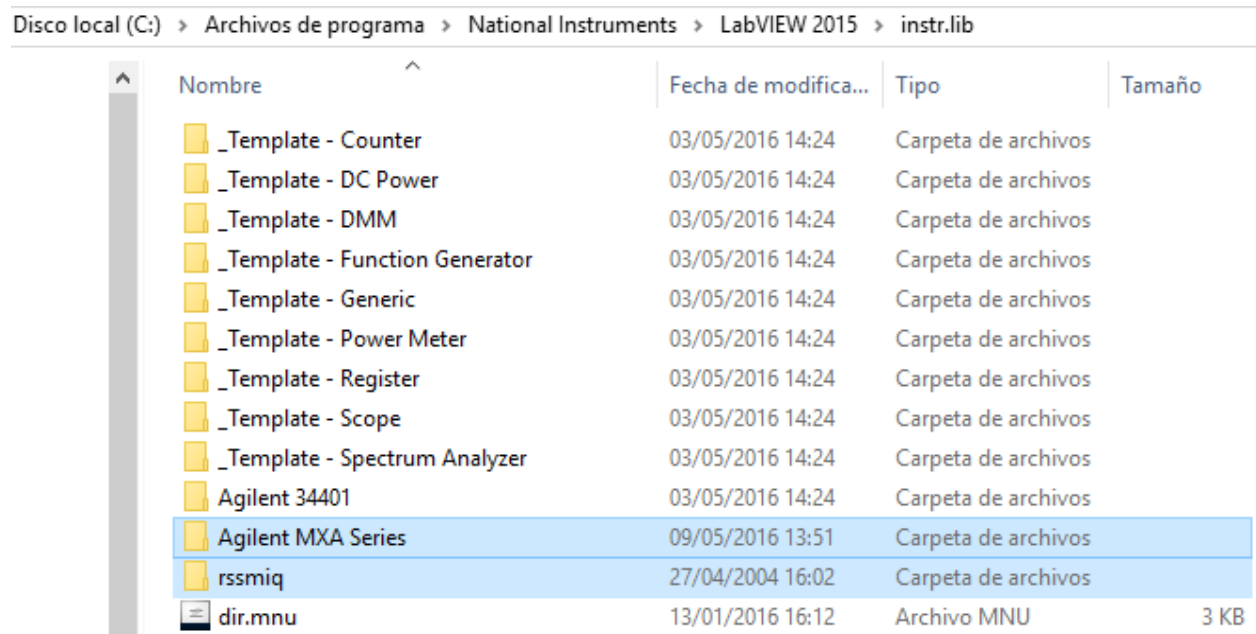 Disco local (C:) > Archivos de programa > National Instruments > LabVIEW 2015 > instr.lib
Nombre Fecha de modifica... Tipo Tamaño
_Template - Counter 03/05/2016 14:24 Carpeta de archivos
_Template - DC Power 03/05/2016 14:24 Carpeta de archivos
_Template - DMM 03/05/2016 14:24 Carpeta de archivos
_Template - Function Generator 03/05/2016 14:24 Carpeta de archivos
_Template - Generic 03/05/2016 14:24 Carpeta de archivos
_Template - Power Meter 03/05/2016 14:24 Carpeta de archivos
_Template - Register 03/05/2016 14:24 Carpeta de archivos
_Template - Scope 03/05/2016 14:24 Carpeta de archivos
_Template - Spectrum Analyzer 03/05/2016 14:24 Carpeta de archivos
Agilent 34401 03/05/2016 14:24 Carpeta de archivos
Agilent MXA Series 09/05/2016 13:51 Carpeta de archivos
rssmiq 27/04/2004 16:02 Carpeta de archivos
dir.mnu 13/01/2016 16:12 Archivo MNU 3 KB